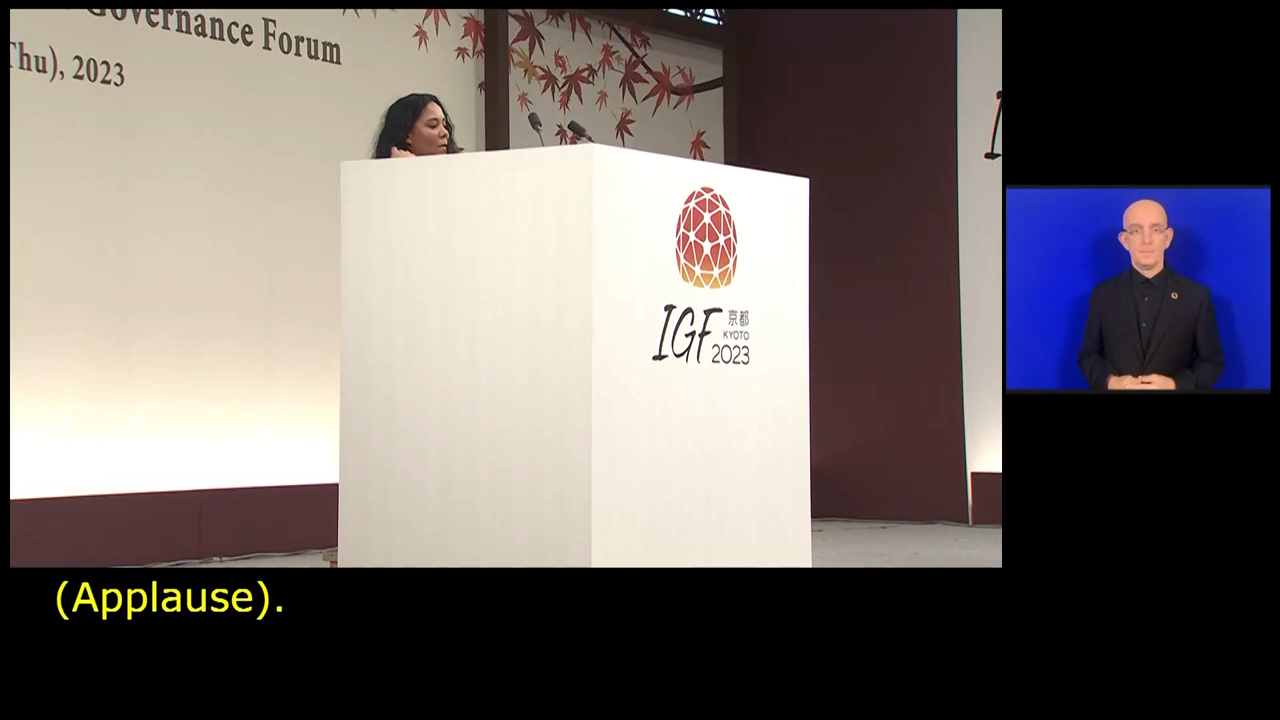 Governance Forum
Thu), 2023
IGF 京都
KYOTO
2023
(Applause).